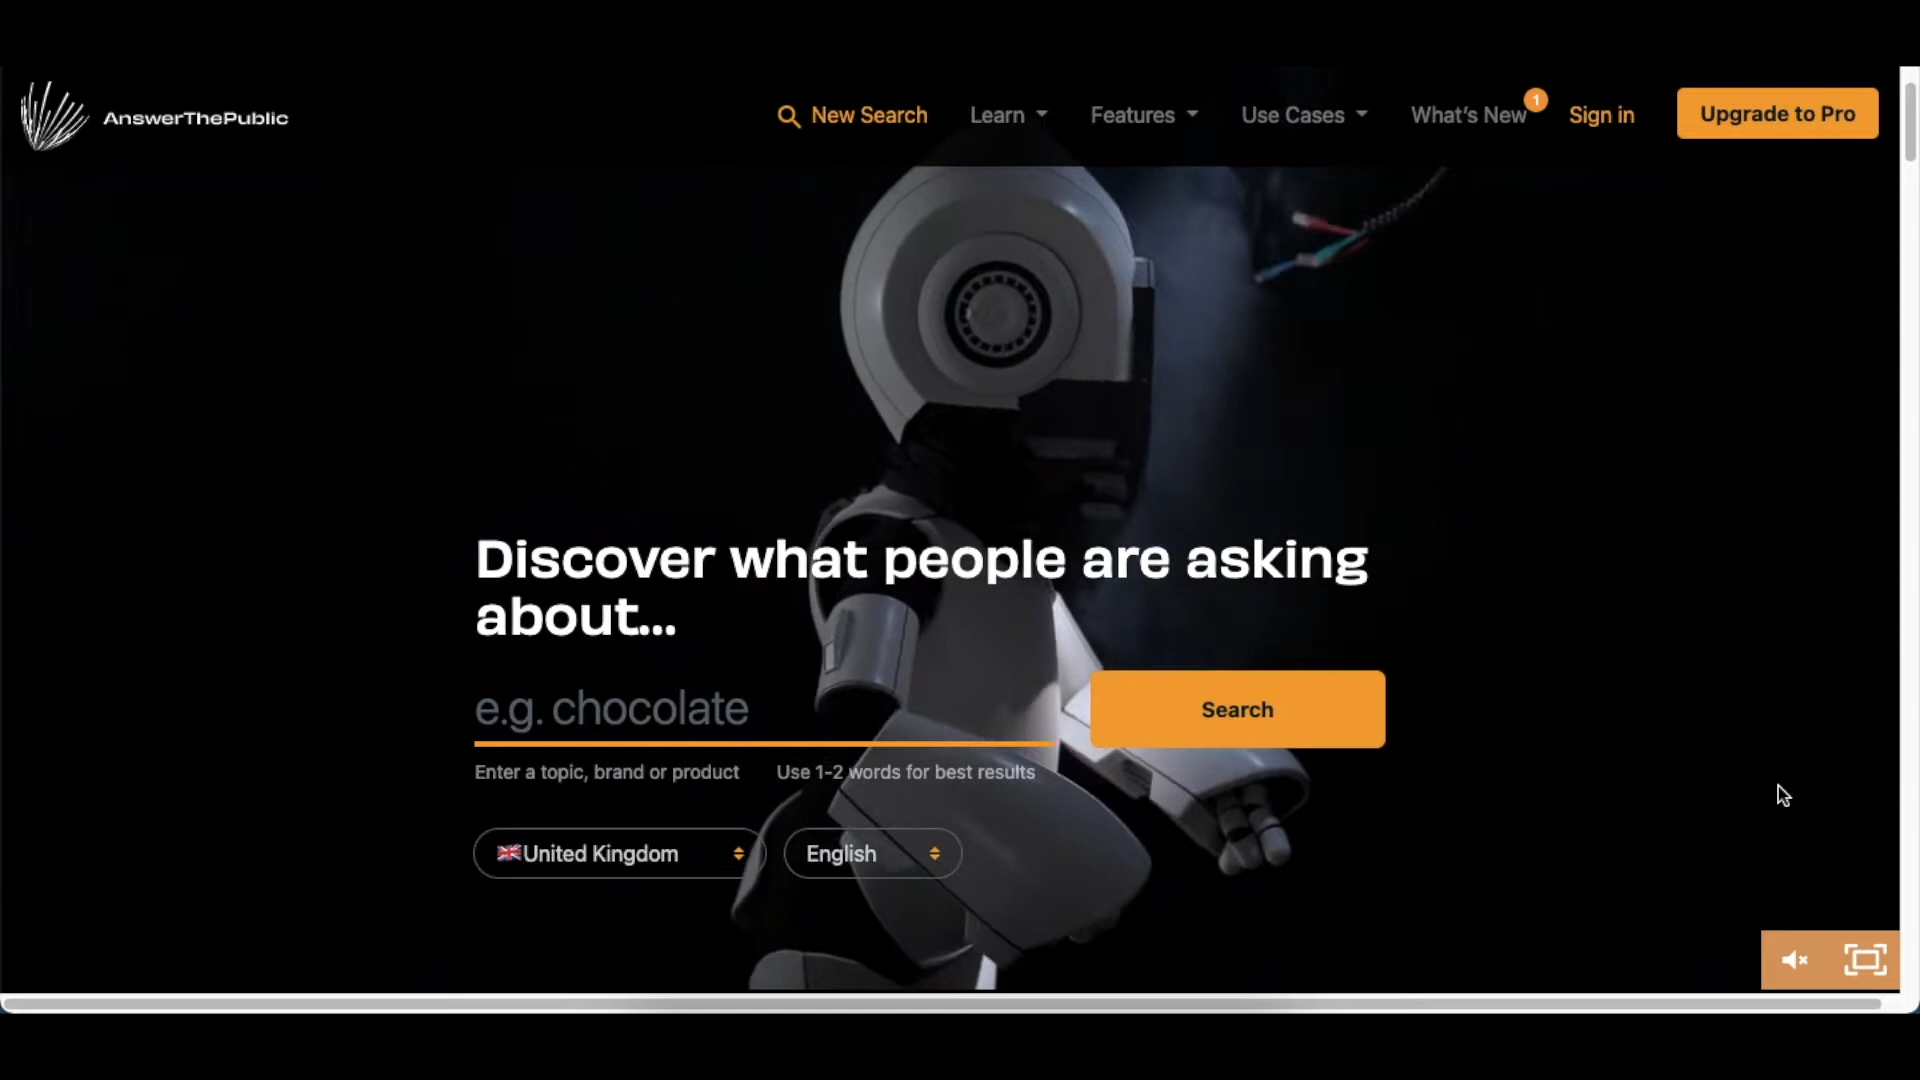 AnswerThePublic
New Search
Learn
Features
Use Cases
What's New
1
Sign in
Upgrade to Pro
Discover what people are asking
about...
e.g. chocolate
Search
Enter a topic, brand or product
Use 1-2 words for best results
United Kingdom
English